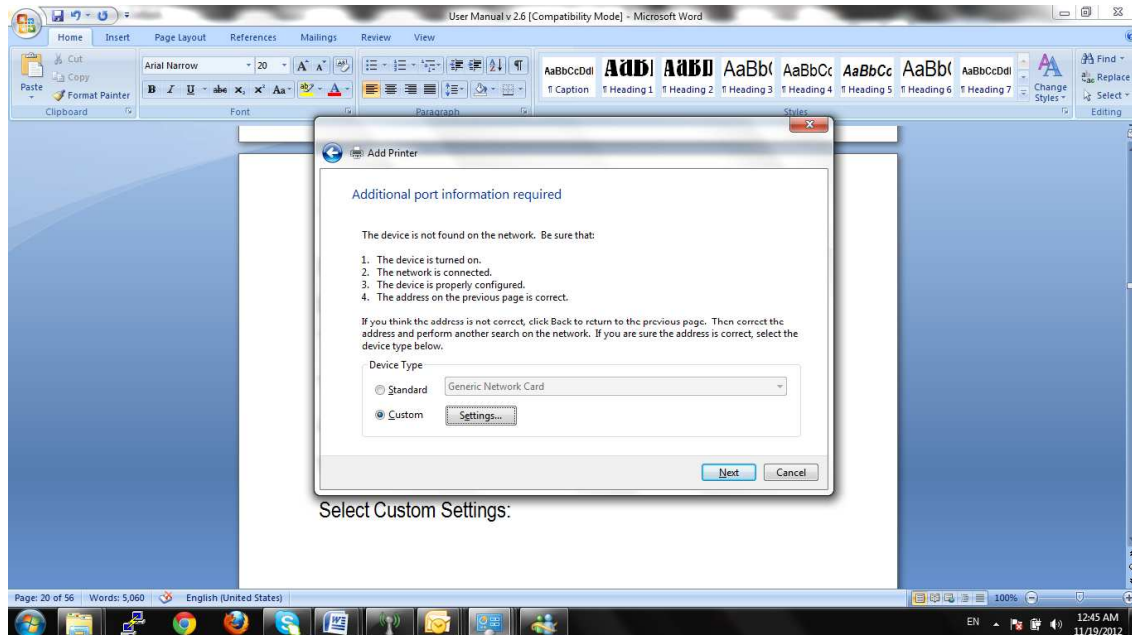 User Manual v 2.6 [Compatibility Mode] - Microsoft Word
Home Insert Page Layout References Mailings Review View
Cut
Copy
Format Painter
Paste
Clipboard
Arial Narrow 20
B I U abc x, x² Aa
Font
Paragraph
AaBbCcDdI AaBbI AaBbD AaBb( AaBbCc AaBbCc AaBb( AaBbCcDdI
¶ Caption ¶ Heading 1 ¶ Heading 2 ¶ Heading 3 ¶ Heading 4 ¶ Heading 5 ¶ Heading 6 ¶ Heading 7
Change Styles
Styles
Find
Replace
Select
Editing
Add Printer
Additional port information required
The device is not found on the network. Be sure that:
1. The device is turned on.
2. The network is connected.
3. The device is properly configured.
4. The address on the previous page is correct.
If you think the address is not correct, click Back to return to the previous page. Then correct the
address and perform another search on the network. If you are sure the address is correct, select the
device type below.
Device Type
Standard Generic Network Card
Custom Settings...
Next Cancel
Select Custom Settings:
Page: 20 of 56 Words: 5,060 English (United States) 100%
EN 12:45 AM
11/19/2012